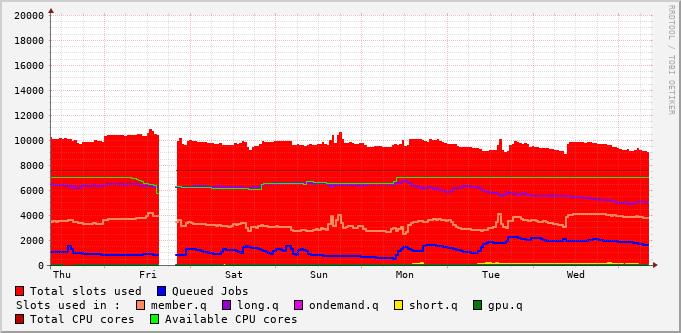 20000
18000
16000
14000
12000
10000
8000
6000
4000
2000
0
Thu Fri Sat Sun Mon Tue Wed
Total slots used Queued Jobs
Slots used in : member.q long.q ondemand.q short.q gpu.q
Total CPU cores Available CPU cores
RRDTOOL / TOBI OETIKER